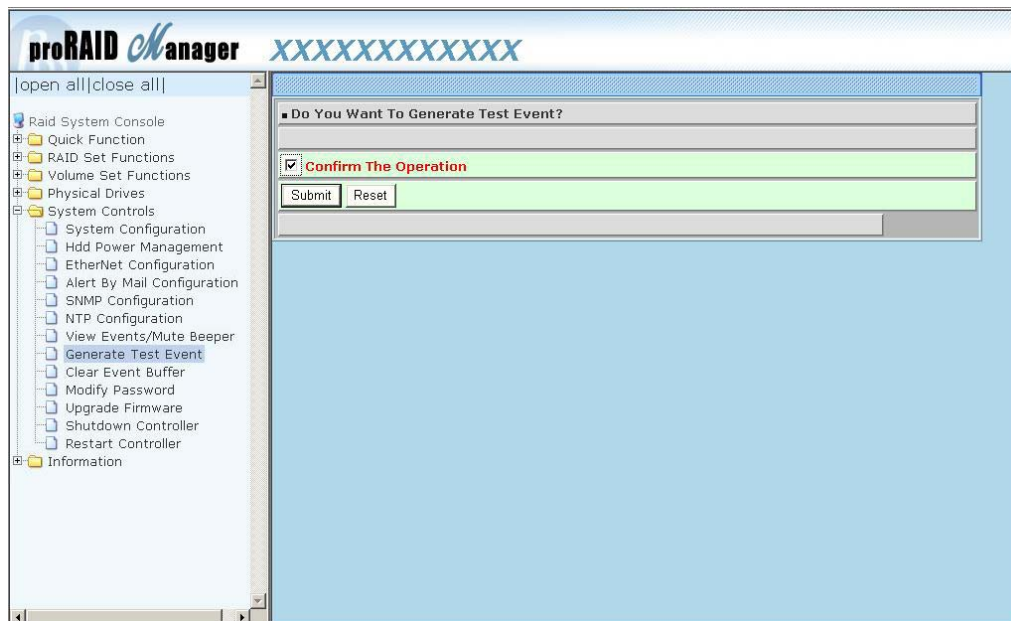 proRAID Manager XXXXXXXXXXXX
|open all|close all|
Raid System Console
Quick Function
RAID Set Functions
Volume Set Functions
Physical Drives
System Controls
System Configuration
Hdd Power Management
EtherNet Configuration
Alert By Mail Configuration
SNMP Configuration
NTP Configuration
View Events/Mute Beeper
Generate Test Event
Clear Event Buffer
Modify Password
Upgrade Firmware
Shutdown Controller
Restart Controller
Information
Do You Want To Generate Test Event?
Confirm The Operation
Submit Reset